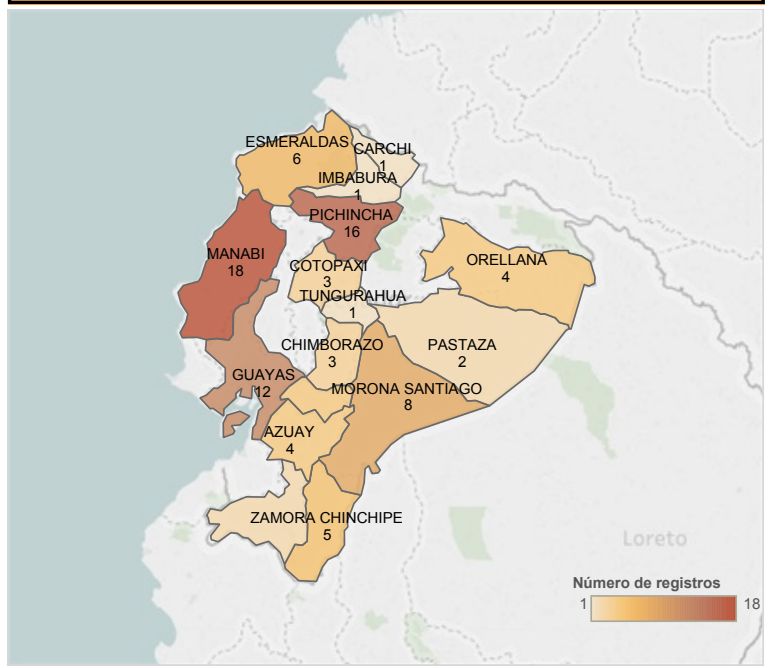 ESMERALDAS
6
CARCHI
1
IMBABURA
1
PICHINCHA
16
MANABI
18
COTOPAXI
3
ORELLANA
4
TUNGURAHUA
1
CHIMBORAZO
3
PASTAZA
2
GUAYAS
12
MORONA SANTIAGO
8
AZUAY
4
ZAMORA CHINCHIPE
5
Loreto
Número de registros
1 18